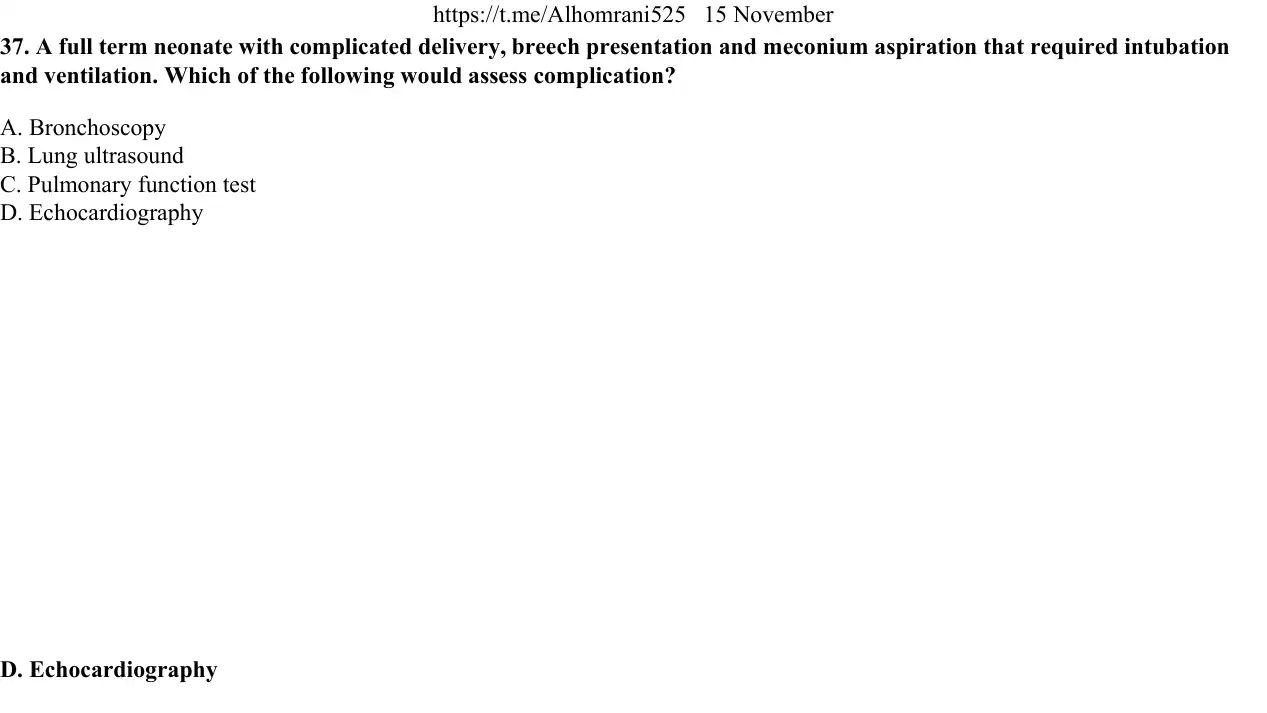 https://t.me/Alhomrani525 15 November
37. A full term neonate with complicated delivery, breech presentation and meconium aspiration that required intubation
and ventilation. Which of the following would assess complication?
A. Bronchoscopy
B. Lung ultrasound
C. Pulmonary function test
D. Echocardiography
D. Echocardiography